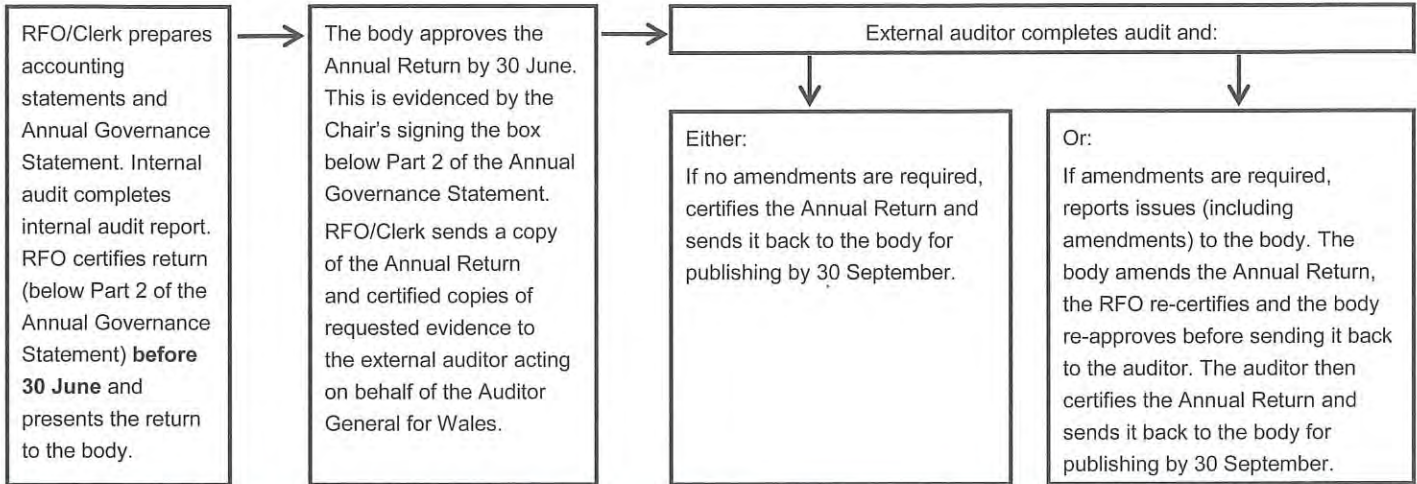 RFO/Clerk prepares
accounting
statements and
Annual Governance
Statement. Internal
audit completes
internal audit report.
RFO certifies return
(below Part 2 of the
Annual Governance
Statement) before
30 June and
presents the return
to the body.
The body approves the
Annual Return by 30 June.
This is evidenced by the
Chair's signing the box
below Part 2 of the Annual
Governance Statement.
RFO/Clerk sends a copy
of the Annual Return
and certified copies of
requested evidence to
the external auditor acting
on behalf of the Auditor
General for Wales.
External auditor completes audit and:
Either:
If no amendments are required,
certifies the Annual Return and
sends it back to the body for
publishing by 30 September.
Or:
If amendments are required,
reports issues (including
amendments) to the body. The
body amends the Annual Return,
the RFO re-certifies and the body
re-approves before sending it back
to the auditor. The auditor then
certifies the Annual Return and
sends it back to the body for
publishing by 30 September.